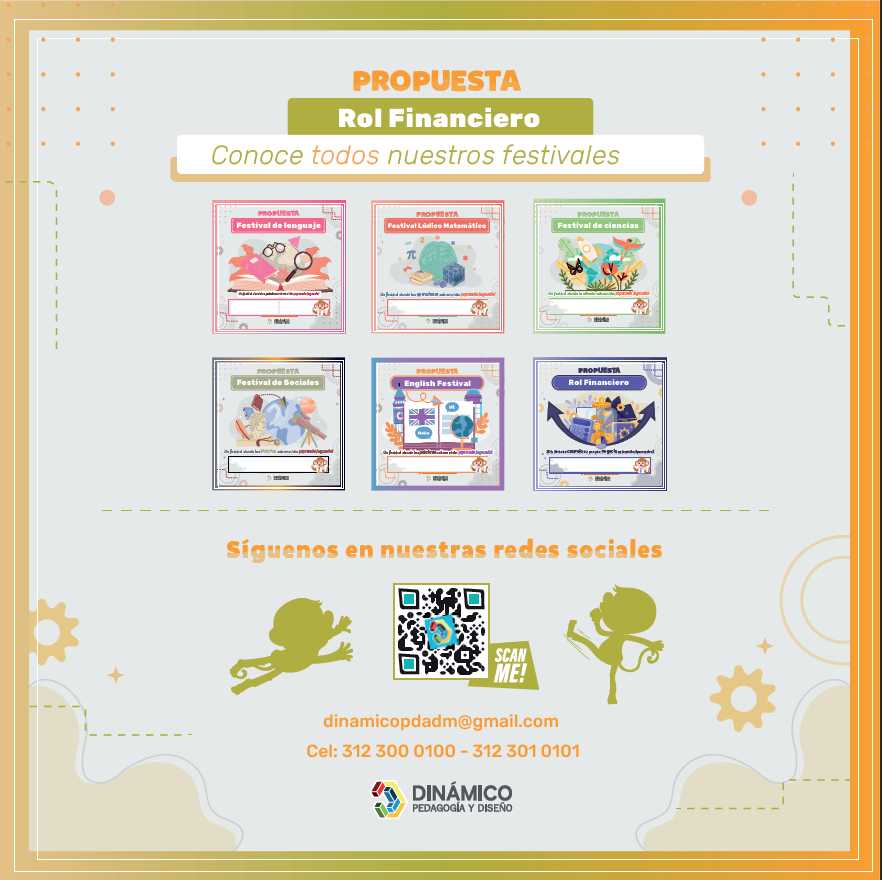 PROPUESTA
Rol Financiero
Conoce todos nuestros festivales
PROPUESTA
Festival de lenguaje
PROPUESTA
Festival Lúdico Matemático
PROPUESTA
Festival de ciencias
PROPUESTA
Festival de Sociales
PROPUESTA
English Festival
PROPUESTA
Rol Financiero
Síguenos en nuestras redes sociales
SCAN
ME!
dinamicopdadm@gmail.com
Cel: 312 300 0100 - 312 301 0101
DINÁMICO
PEDAGOGÍA Y DISEÑO